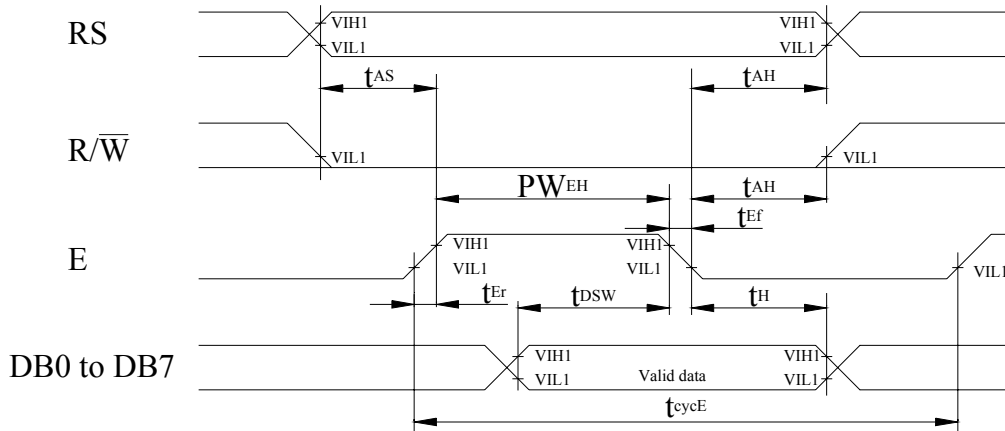 RS
VIH1
VIL1
VIH1
VIL1
tAS
tAH
R/W̅
VIL1
VIL1
PWEH
tAH
tEf
E
VIH1
VIL1
VIH1
VIL1
VIL1
tEr
tDSW
tH
DB0 to DB7
VIH1
VIL1
Valid data
VIH1
VIL1
tcycE